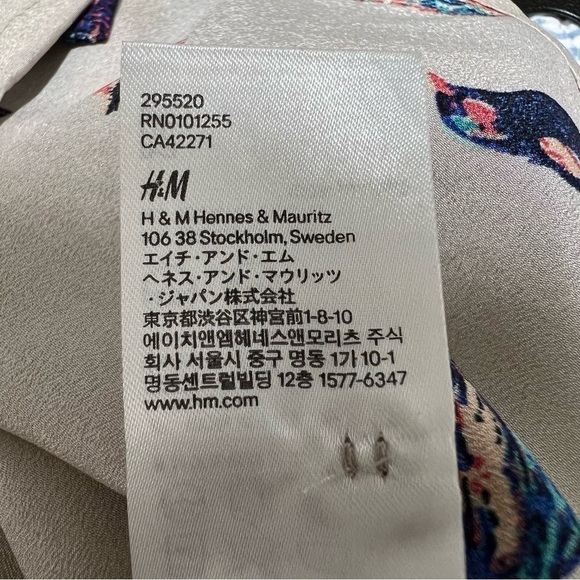 295520
RN0101255
CA42271
H&M
H & M Hennes & Mauritz
106 38 Stockholm, Sweden
エイチ・アンド・エム
ヘネス・アンド・マウリッツ
・ジャパン株式会社
東京都渋谷区神宮前1-8-10
에이치앤엠헤네스앤모리츠 주식
회사 서울시 중구 명동 1가 10-1
명동센트럴빌딩 12층 1577-6347
www.hm.com